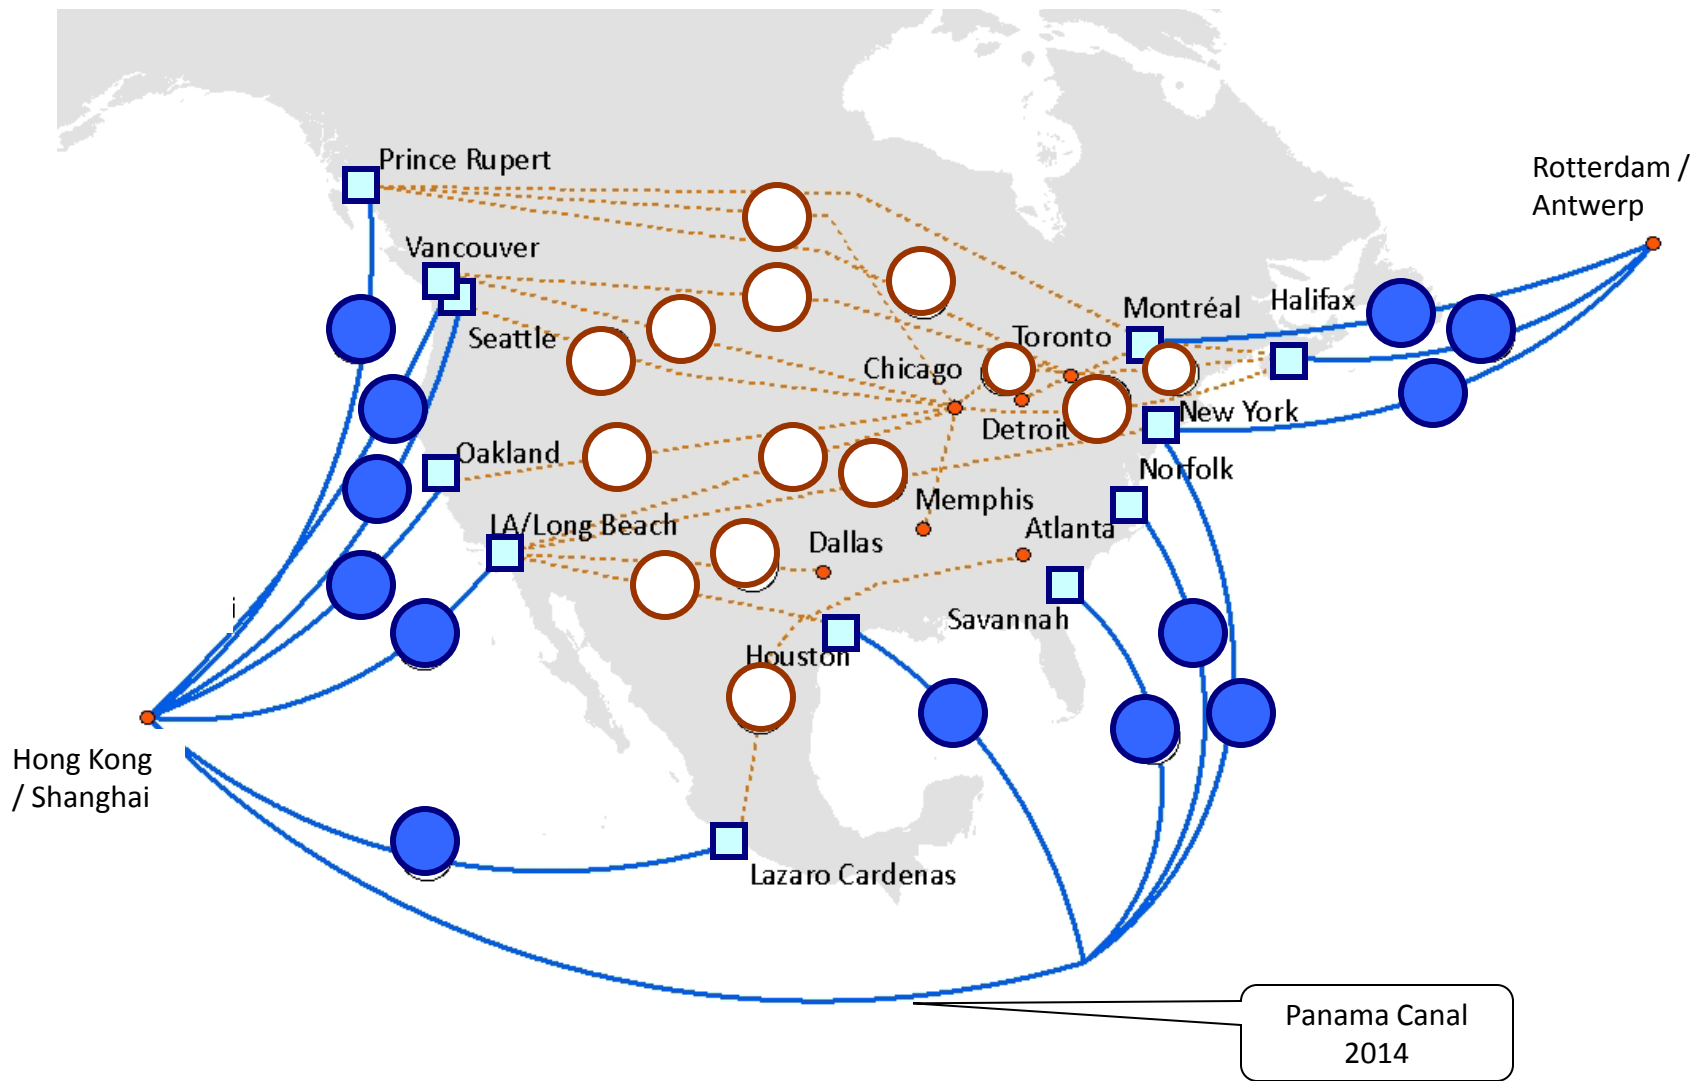 Prince Rupert
Rotterdam /
Antwerp
Vancouver
Montréal
Halifax
Seattle
Toronto
Chicago
New York
Detroit
Oakland
Norfolk
Memphis
LA/Long Beach
Atlanta
Dallas
i
Savannah
Houston
Hong Kong
/ Shanghai
Lazaro Cardenas
Panama Canal
2014